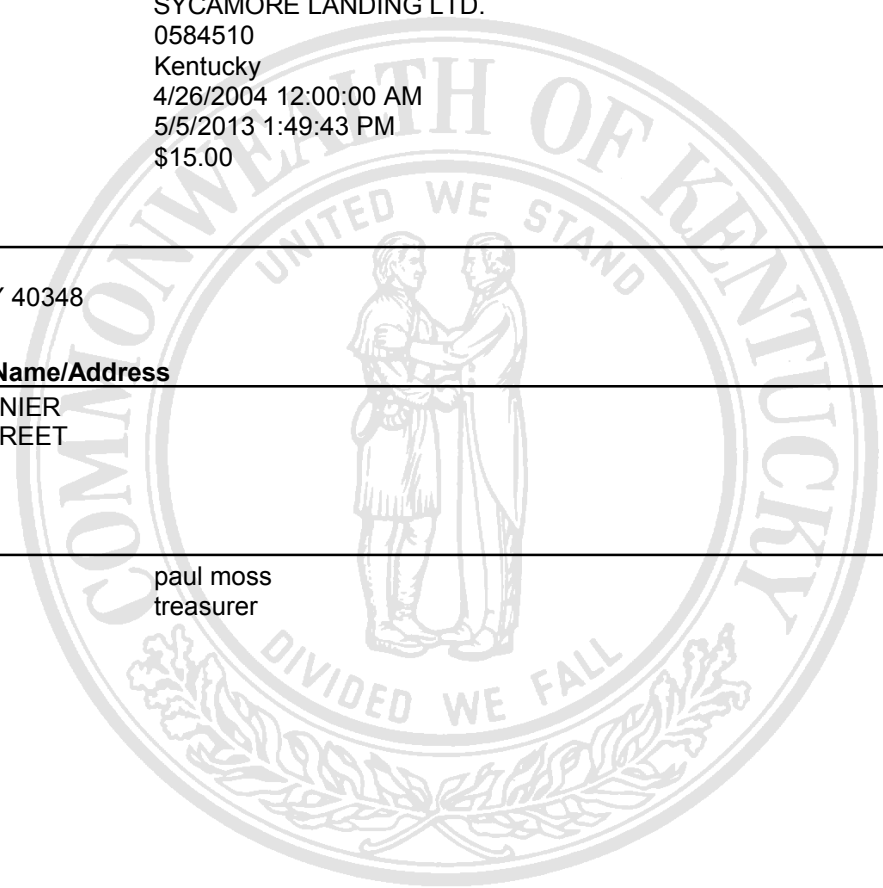 SYCAMORE LANDING LTD.
0584510
Kentucky
4/26/2004 12:00:00 AM
5/5/2013 1:49:43 PM
$15.00
Y 40348
Name/Address
NIER
REET
paul moss
treasurer
COMMONWEALTH OF KENTUCKY
UNITED WE STAND
DIVIDED WE FALL